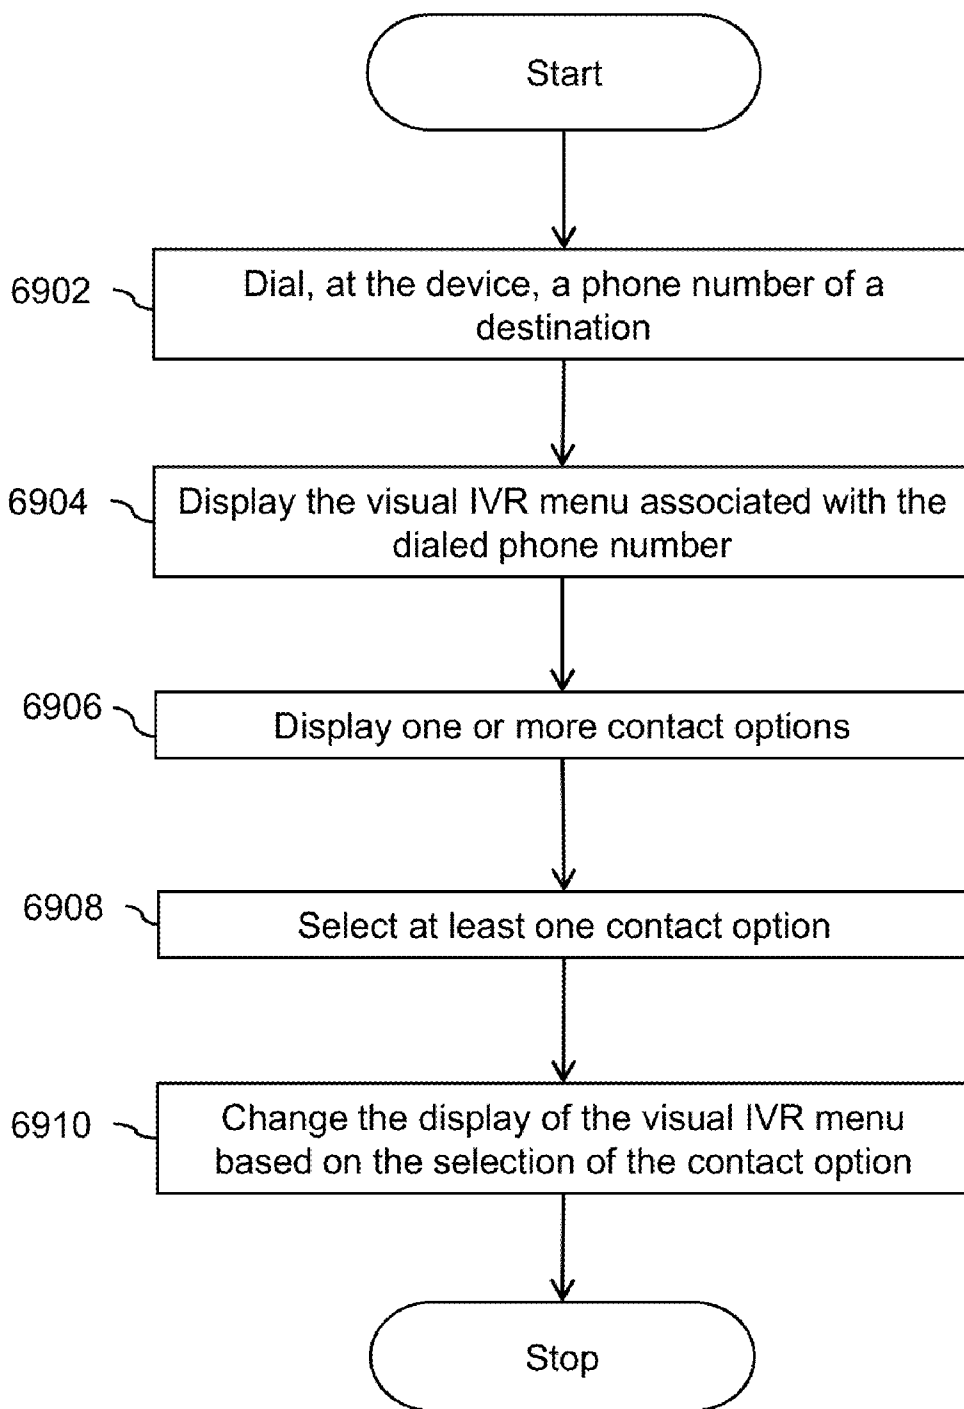 Start
6902
Dial, at the device, a phone number of a
destination
6904
Display the visual IVR menu associated with the
dialed phone number
6906
Display one or more contact options
6908
Select at least one contact option
6910
Change the display of the visual IVR menu
based on the selection of the contact option
Stop